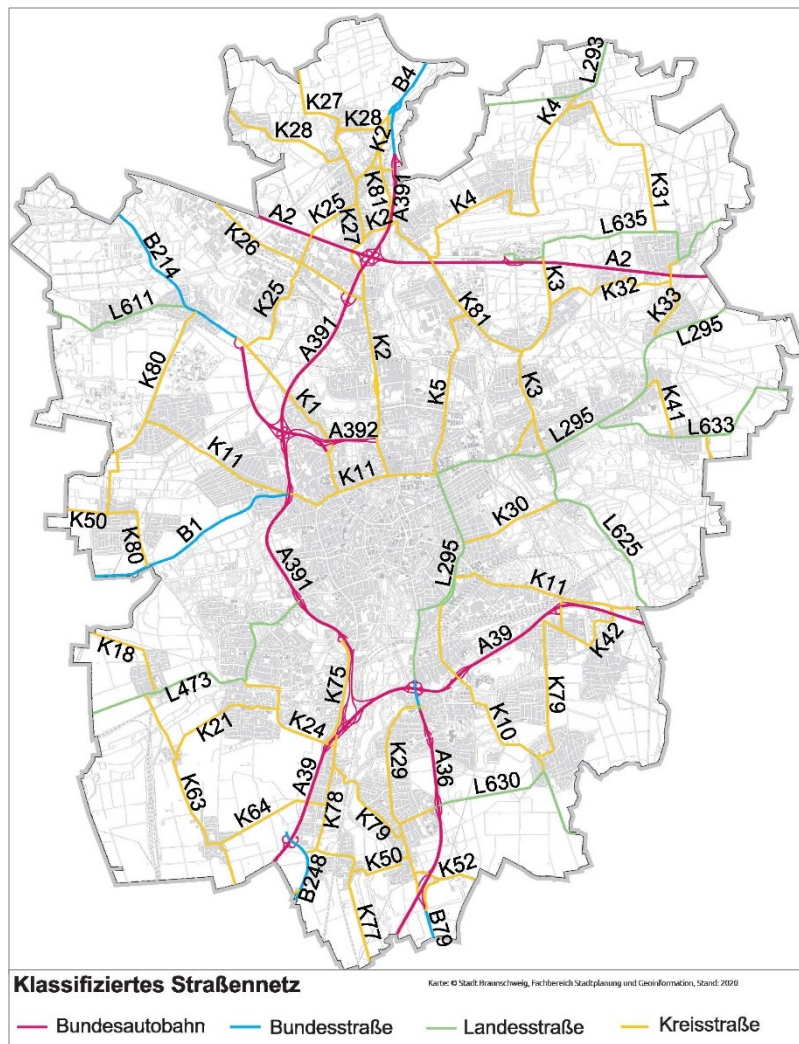 L293
B4
K27
K28
K2
K4
K28
K31
K81
A391
K25
K4
K2
A2
K27
L635
K26
B214
A2
K3
K32
K25
K33
L611
K81
A391
L295
K2
K80
K3
K5
K1
K41
L295
L633
A392
K11
K11
K50
K30
B1
K80
L625
L295
A391
K11
A39
K42
K18
K75
L473
K79
K21
K24
K10
K29
A36
A39
K63
L630
K64
K78
K79
K50
K52
B248
K77
B79
Klassifiziertes Straßennetz
Karte: © Stadt Braunschweig, Fachbereich Stadtplanung und Geoinformation, Stand: 2020
Bundesautobahn
Bundesstraße
Landesstraße
Kreisstraße